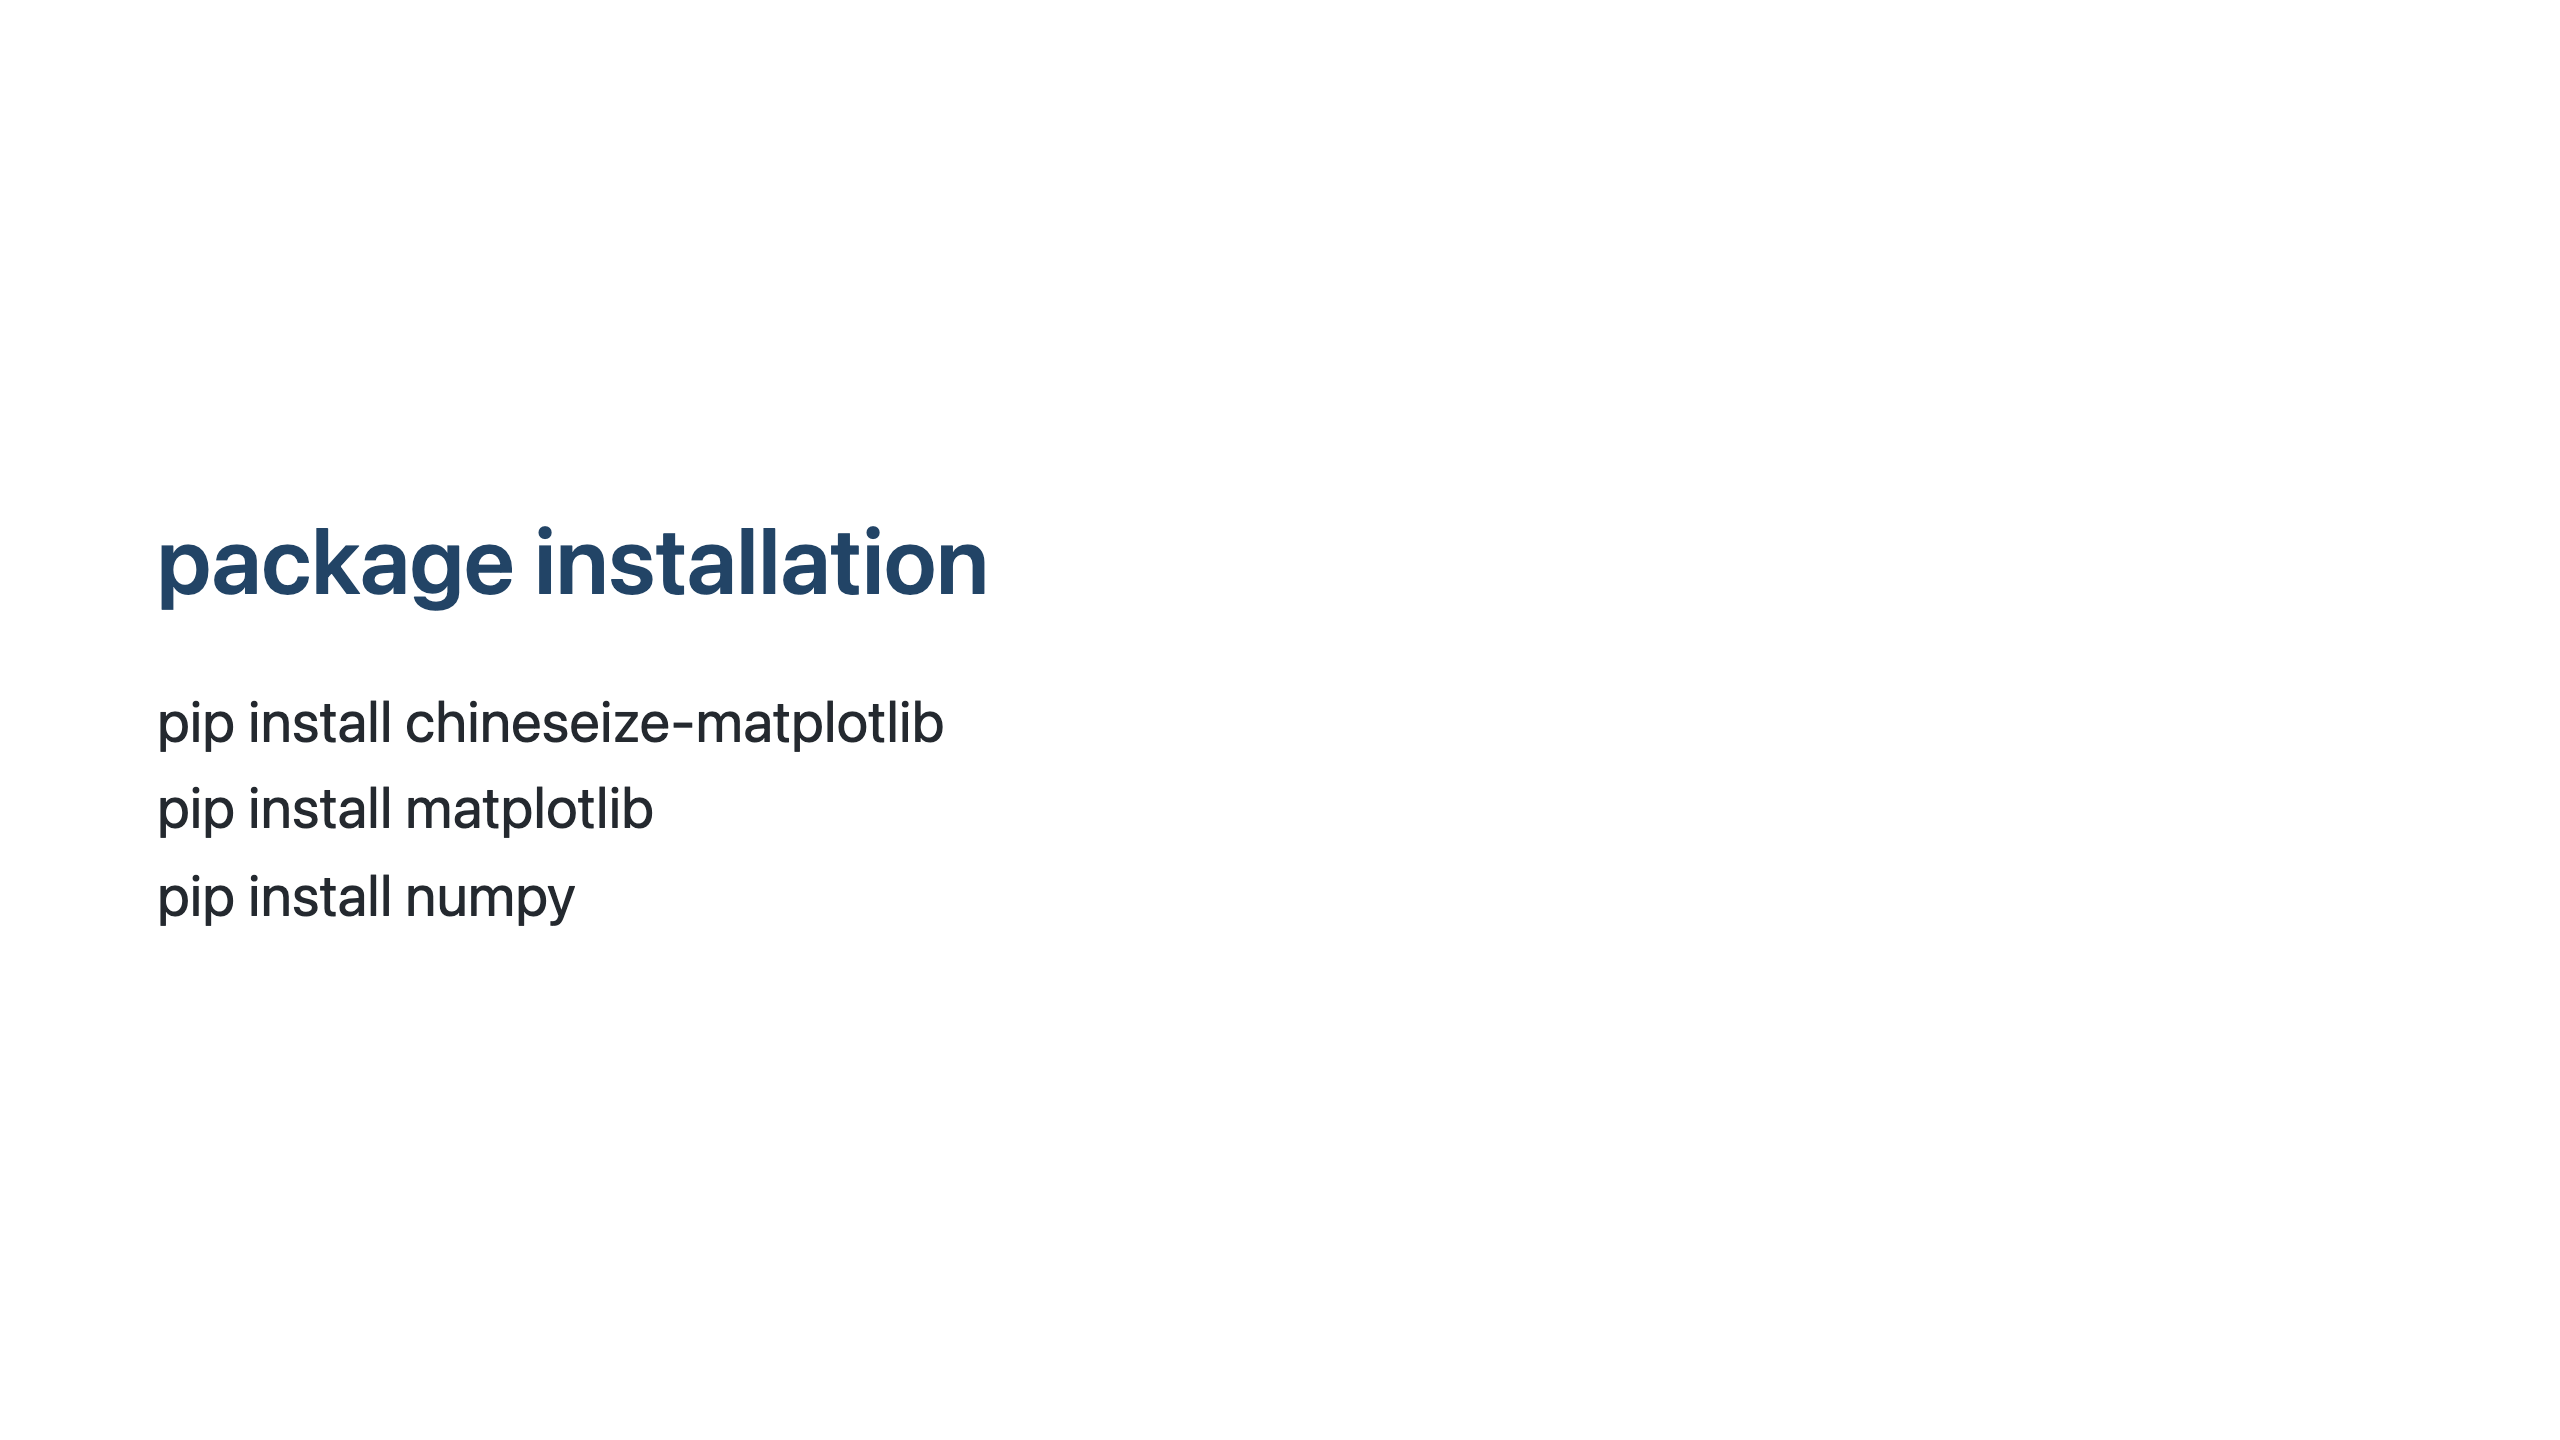 package installation
pip install chineseize-matplotlib
pip install matplotlib
pip install numpy